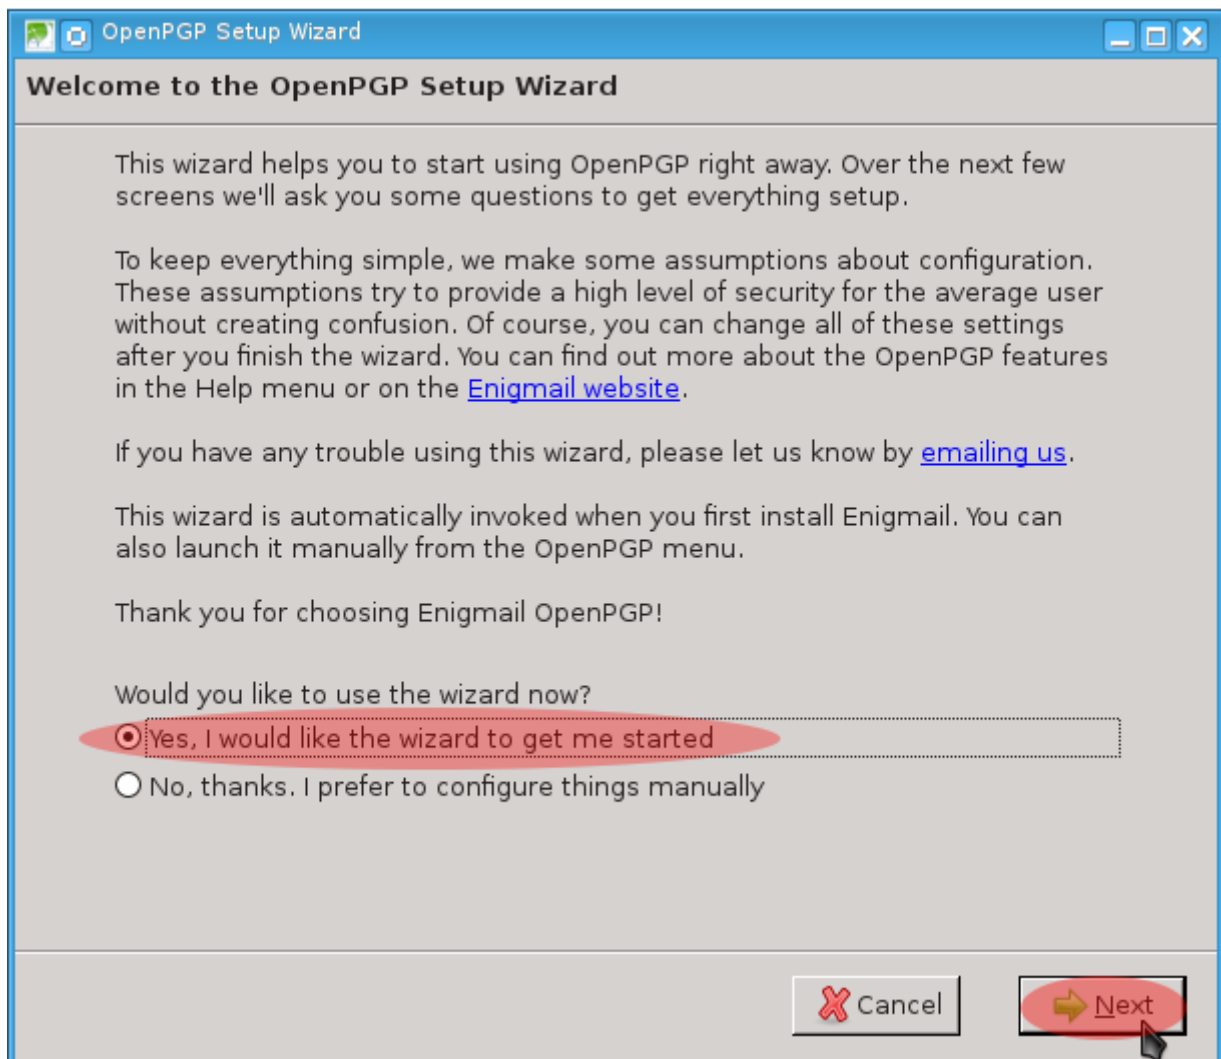 OpenPGP Setup Wizard
Welcome to the OpenPGP Setup Wizard
This wizard helps you to start using OpenPGP right away. Over the next few
screens we'll ask you some questions to get everything setup.
To keep everything simple, we make some assumptions about configuration.
These assumptions try to provide a high level of security for the average user
without creating confusion. Of course, you can change all of these settings
after you finish the wizard. You can find out more about the OpenPGP features
in the Help menu or on the Enigmail website.
If you have any trouble using this wizard, please let us know by emailing us.
This wizard is automatically invoked when you first install Enigmail. You can
also launch it manually from the OpenPGP menu.
Thank you for choosing Enigmail OpenPGP!
Would you like to use the wizard now?
Yes, I would like the wizard to get me started
No, thanks. I prefer to configure things manually
Cancel
Next